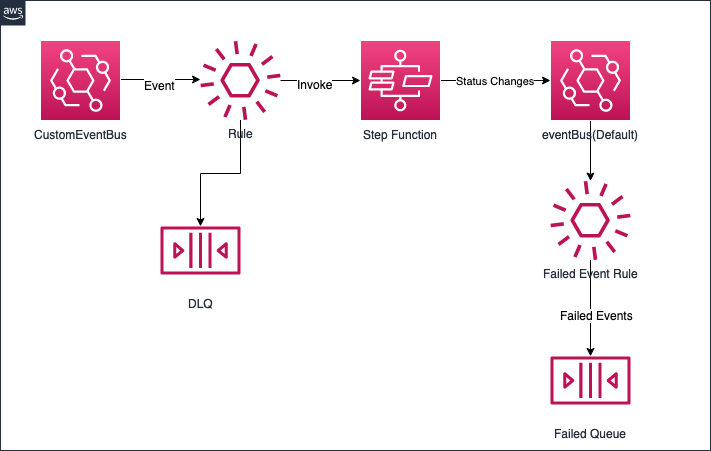 aws
Event
Invoke
Status Changes
CustomEventBus
Rule
Step Function
eventBus(Default)
Failed Event Rule
DLQ
Failed Events
Failed Queue